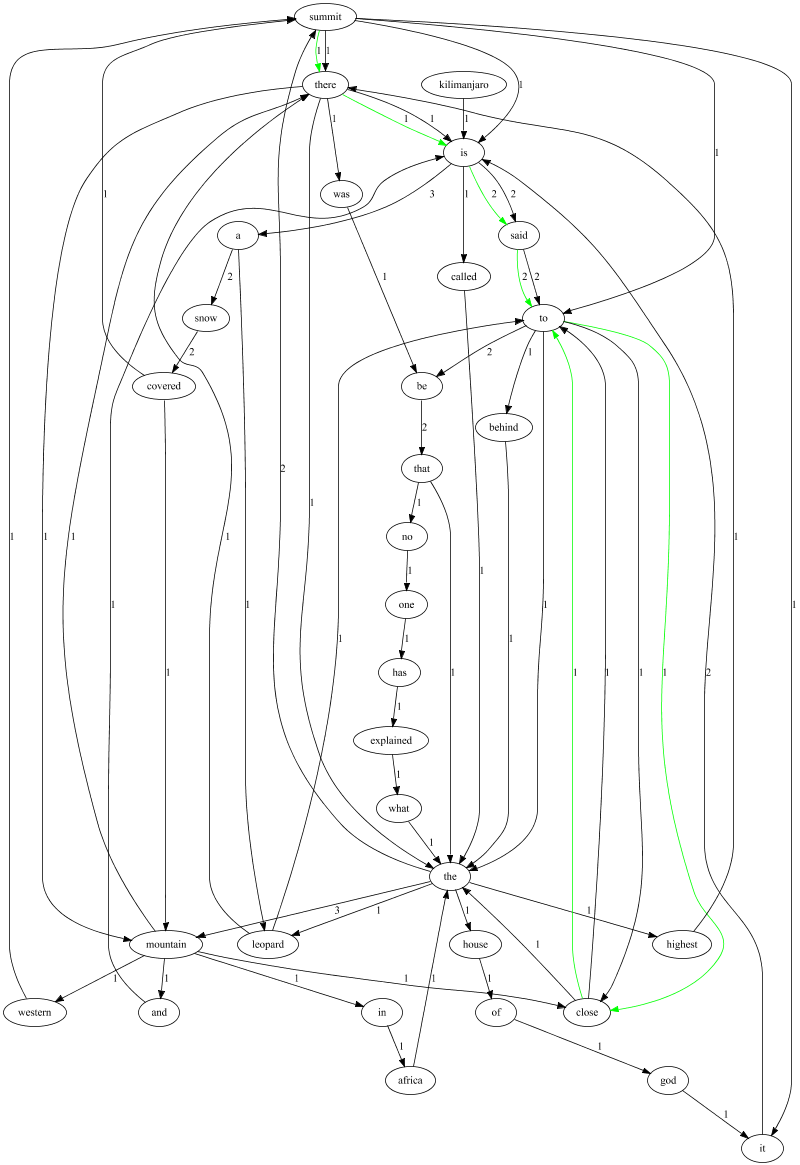 summit
1 1
there kilimanjaro
1 1 1 1 1
is
1
was 1 3 1 2 2
a said
called
2 1 2 2
snow to
2 2 1
covered be
behind
2 2
that
1 1 1 1 1 1 1
no
1
one
1 1 1 1 1
1
has
1 1 1 1 1 1 2
1
explained
1
what
1
the
3 1 1 1
mountain leopard house highest
1
1 1 1 1 1 1
western and in of close
1 1
africa god
1
it